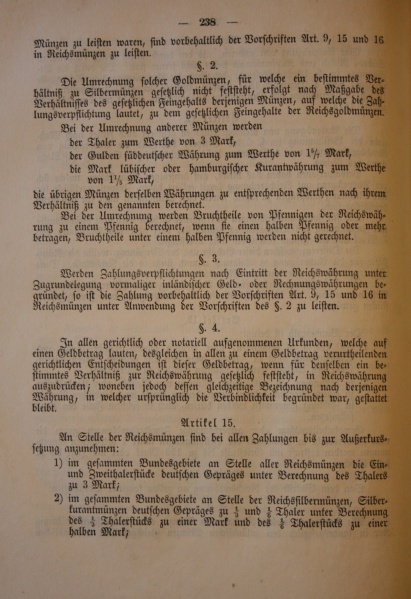 — 238 —
Münzen zu leisten waren, sind vorbehaltlich der Vorschriften Art. 9, 15 und 16
in Reichsmünzen zu leisten.
§. 2.
Die Umrechnung solcher Goldmünzen, für welche ein bestimmtes Ver-
hältniß zu Silbermünzen gesetzlich nicht feststeht, erfolgt nach Maßgabe des
Verhältnisses des gesetzlichen Feingehalts derjenigen Münzen, auf welche die Zah-
lungsverpflichtung lautet, zu dem gesetzlichen Feingehalte der Reichsgoldmünzen.
Bei der Umrechnung anderer Münzen werden
der Thaler zum Werthe von 3 Mark,
der Gulden süddeutscher Währung zum Werthe von 1⁵/₇ Mark,
die Mark lübischer oder hamburgischer Kurantwährung zum Werthe
von 1¹/₅ Mark,
die übrigen Münzen derselben Währungen zu entsprechenden Werthen nach ihrem
Verhältniß zu den genannten berechnet.
Bei der Umrechnung werden Bruchtheile von Pfennigen der Reichswäh-
rung zu einem Pfennig berechnet, wenn sie einen halben Pfennig oder mehr
betragen, Bruchtheile unter einem halben Pfennig werden nicht gerechnet.
§. 3.
Werden Zahlungsverpflichtungen nach Eintritt der Reichswährung unter
Zugrundelegung vormaliger inländischer Geld- oder Rechnungswährungen be-
gründet, so ist die Zahlung vorbehaltlich der Vorschriften Art. 9, 15 und 16 in
Reichsmünzen unter Anwendung der Vorschriften des §. 2 zu leisten.
§. 4.
In allen gerichtlich oder notariell aufgenommenen Urkunden, welche auf
einen Geldbetrag lauten, desgleichen in allen zu einem Geldbetrag verurtheilenden
gerichtlichen Entscheidungen ist dieser Geldbetrag, wenn für denselben ein be-
stimmtes Verhältniß zur Reichswährung gesetzlich feststeht, in Reichswährung
auszudrücken; woneben jedoch dessen gleichzeitige Bezeichnung nach derjenigen
Währung, in welcher ursprünglich die Verbindlichkeit begründet war, gestattet
bleibt.
Artikel 15.
An Stelle der Reichsmünzen sind bei allen Zahlungen bis zur Außerkurs-
setzung anzunehmen:
1) im gesammten Bundesgebiete an Stelle aller Reichsmünzen die Ein-
und Zweithalerstücke deutschen Gepräges unter Berechnung des Thalers
zu 3 Mark;
2) im gesammten Bundesgebiete an Stelle der Reichssilbermünzen, Silber-
kurantmünzen deutschen Gepräges zu ⅓ und ⅙ Thaler unter Berechnung
des ⅓ Thalerstücks zu einer Mark und des ⅙ Thalerstücks zu einer
halben Mark;